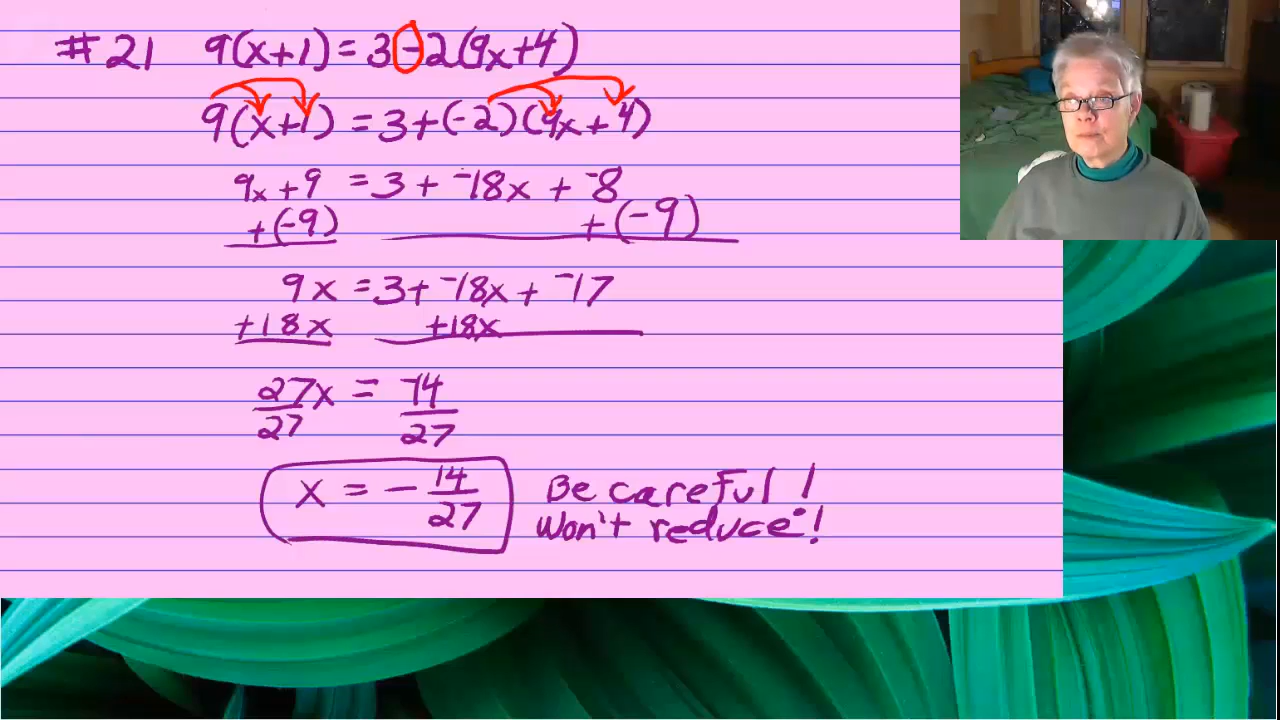 # 21 9(x+1) = 3 - 2(9x+4)
9(x+1) = 3+(-2)(9x+4)
9x +9 = 3 + -18x + -8
+(-9) +(-9)
9x = 3+ -18x + -17
+18x +18x
27x = -14
27 27
x = - 14/27 Be careful!
Won't reduce!